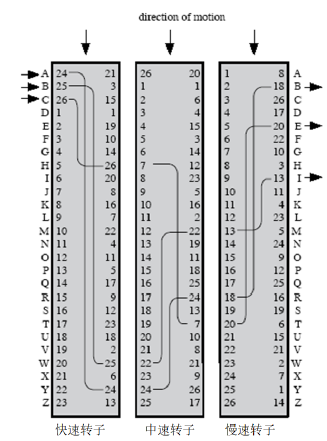 direction of motion
A 24 21 26 20 1 8 A
B 25 3 1 1 2 18 B
C 26 15 2 6 3 26 C
D 1 1 3 4 4 17 D
E 2 19 4 15 5 20 E
F 3 10 5 3 6 22 F
G 4 14 6 14 7 10 G
H 5 26 7 12 8 3 H
I 6 20 8 23 9 13 I
J 7 8 9 5 10 11 J
K 8 16 10 16 11 4 K
L 9 7 11 2 12 23 L
M 10 22 12 22 13 5 M
N 11 4 13 19 14 24 N
O 12 11 14 11 15 9 O
P 13 5 15 18 16 12 P
Q 14 17 16 25 17 25 Q
R 15 9 17 24 18 16 R
S 16 12 18 13 19 19 S
T 17 23 19 7 20 6 T
U 18 18 20 10 21 15 U
V 19 2 21 8 22 21 V
W 20 25 22 21 23 2 W
X 21 6 23 9 24 7 X
Y 22 24 24 26 25 1 Y
Z 23 13 25 17 26 14 Z
快速转子 中速转子 慢速转子